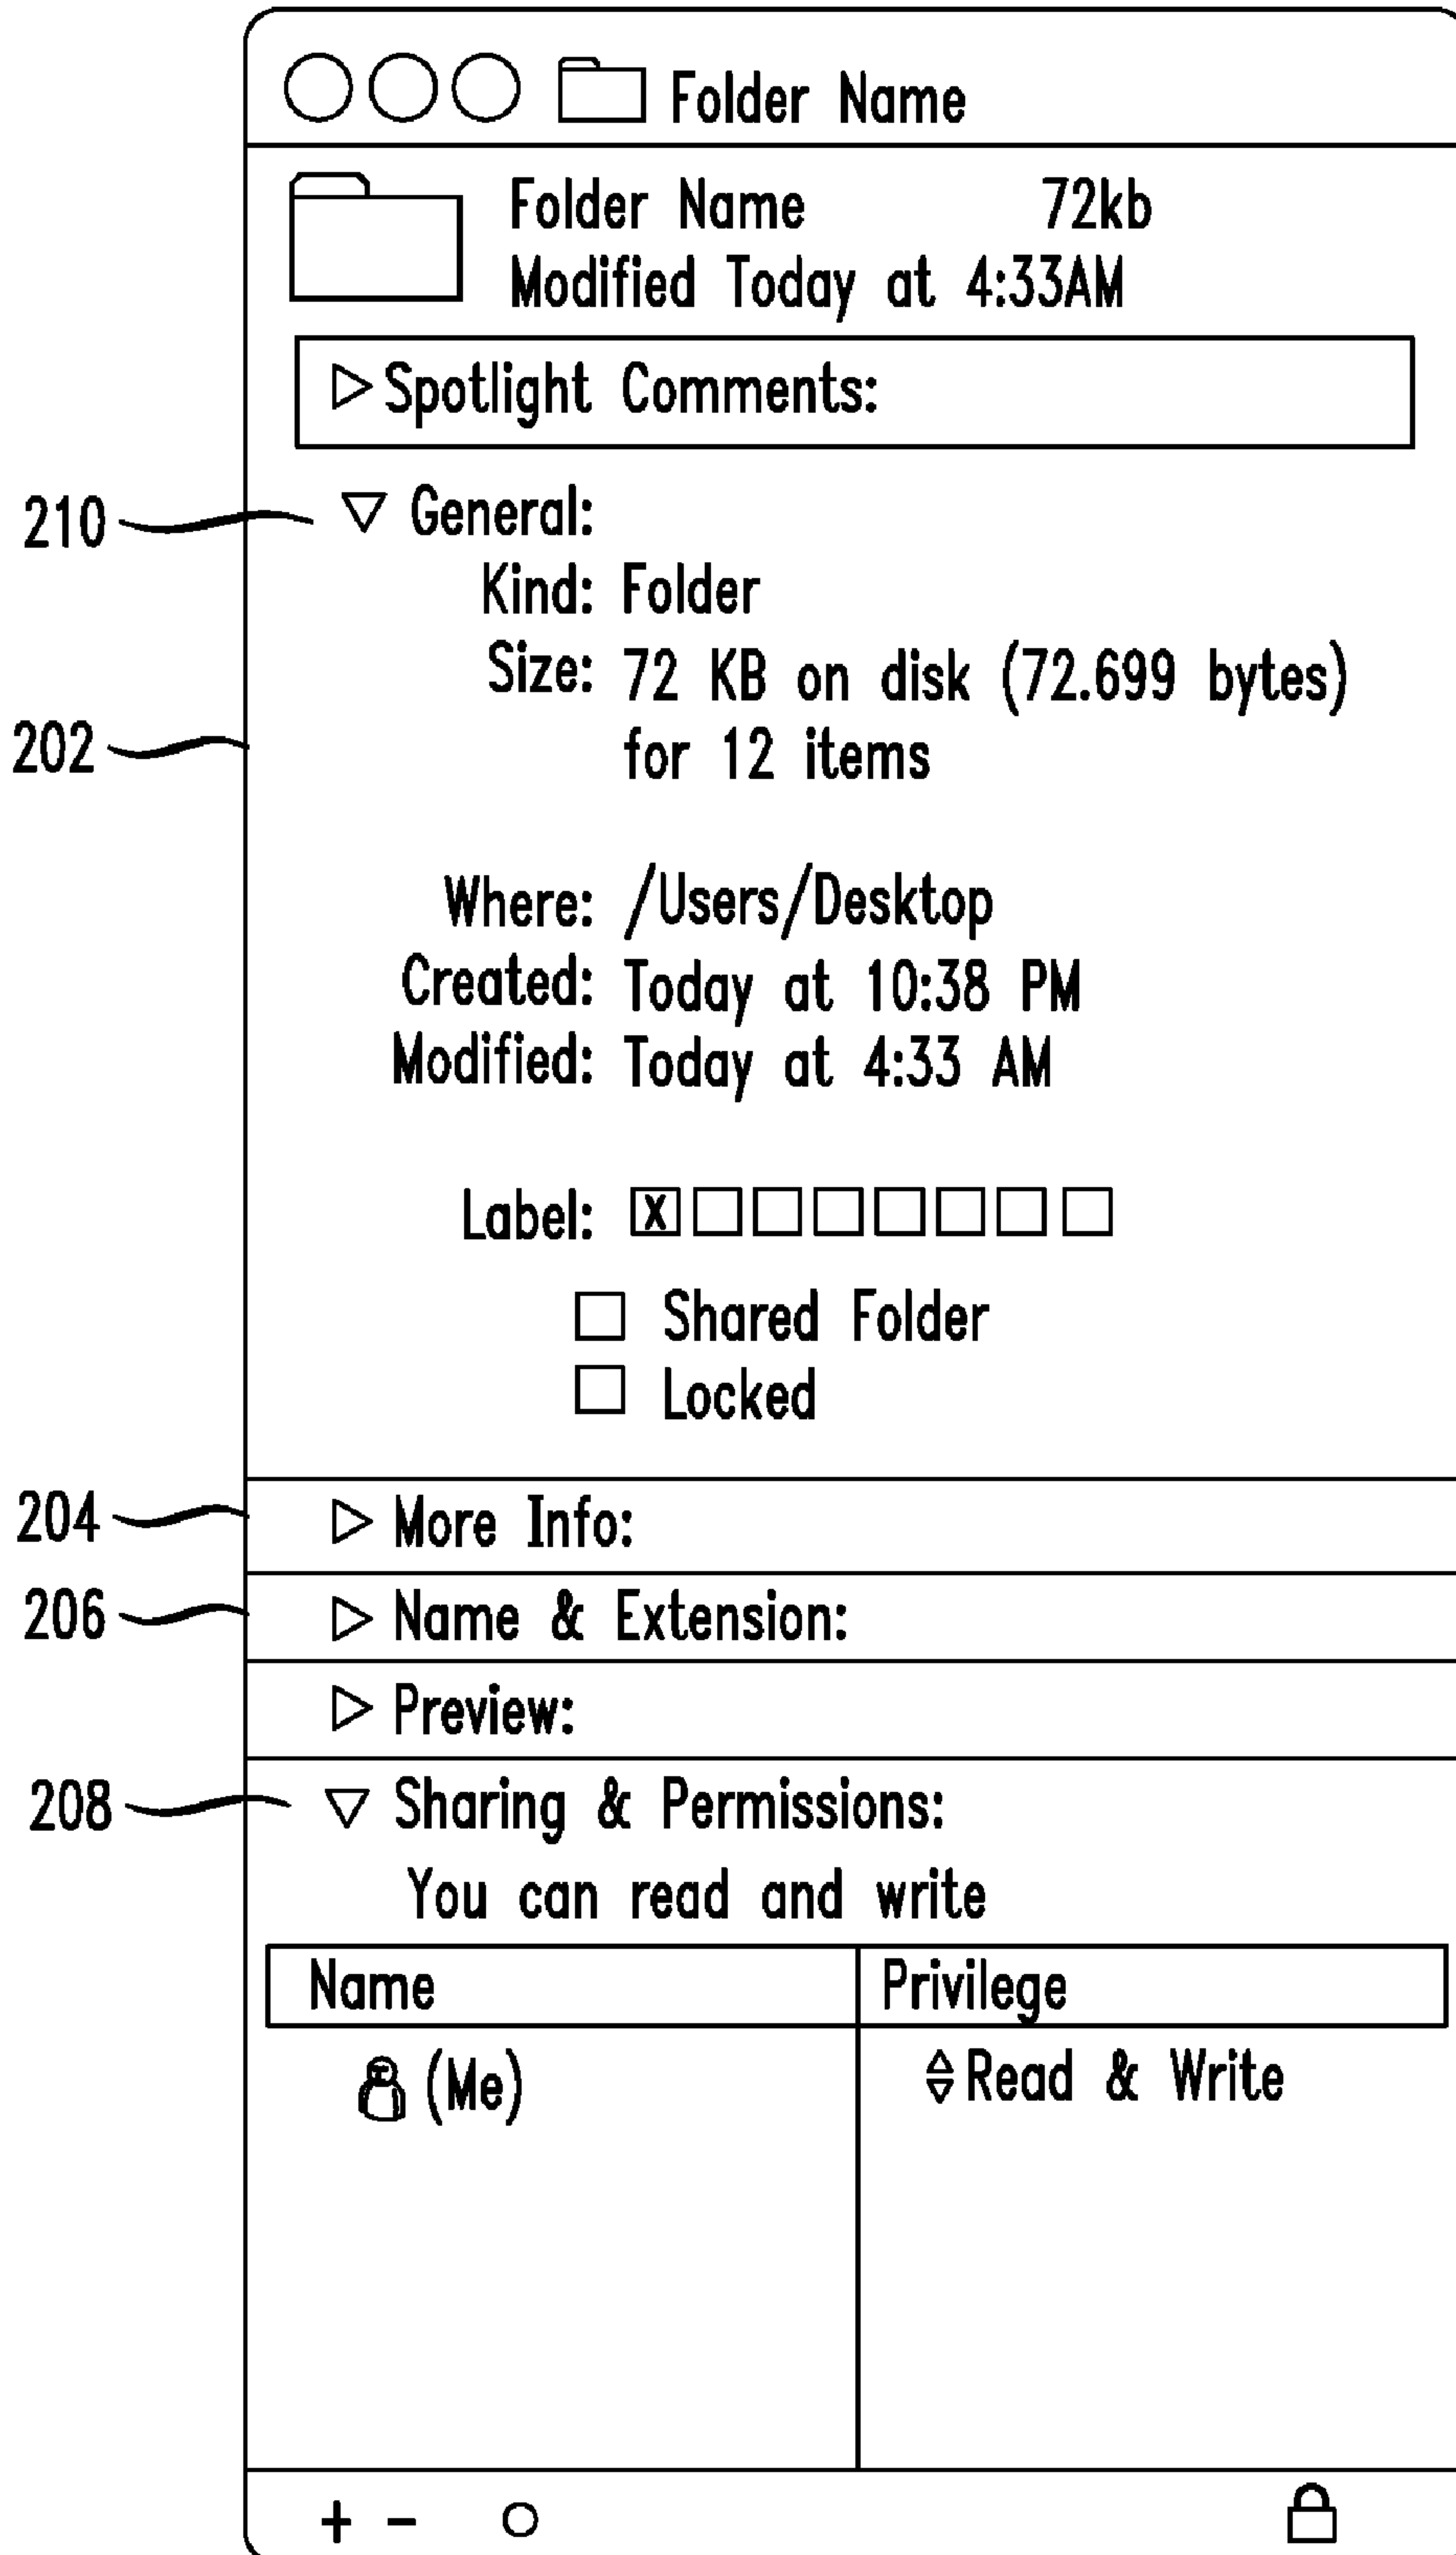 Folder Name
Folder Name 72kb
Modified Today at 4:33AM
Spotlight Comments:
210 General:
Kind: Folder
Size: 72 KB on disk (72.699 bytes)
202 for 12 items
Where: /Users/Desktop
Created: Today at 10:38 PM
Modified: Today at 4:33 AM
Label: X
Shared Folder
Locked
204 More Info:
206 Name & Extension:
Preview:
208 Sharing & Permissions:
You can read and write
Name Privilege
(Me) Read & Write
+ -